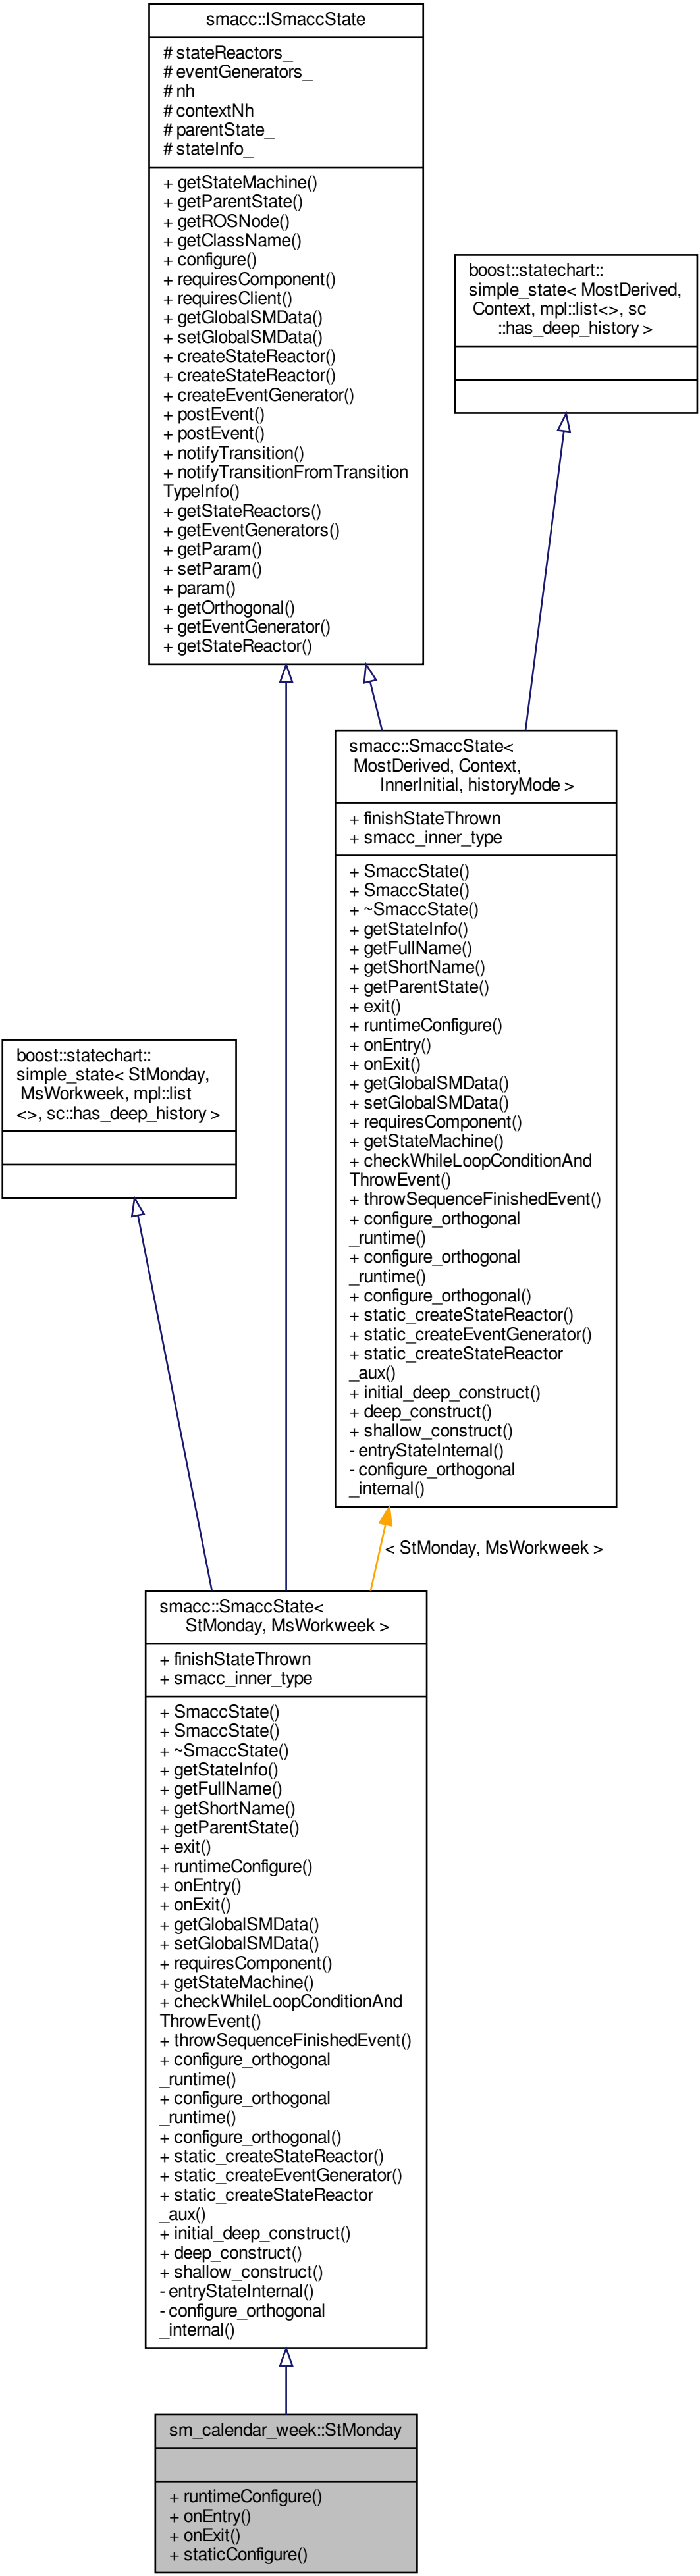 smacc::ISmaccState
# stateReactors_
# eventGenerators_
# nh
# contextNh
# parentState_
# stateInfo_
+ getStateMachine()
+ getParentState()
+ getROSNode()
+ getClassName()
+ configure()
+ requiresComponent()
+ requiresClient()
+ getGlobalSMData()
+ setGlobalSMData()
+ createStateReactor()
+ createStateReactor()
+ createEventGenerator()
+ postEvent()
+ postEvent()
+ notifyTransition()
+ notifyTransitionFromTransition
TypeInfo()
+ getStateReactors()
+ getEventGenerators()
+ getParam()
+ setParam()
+ param()
+ getOrthogonal()
+ getEventGenerator()
+ getStateReactor()
boost::statechart::
simple_state< MostDerived,
Context, mpl::list<>, sc
::has_deep_history >
smacc::SmaccState<
MostDerived, Context,
InnerInitial, historyMode >
+ finishStateThrown
+ smacc_inner_type
+ SmaccState()
+ SmaccState()
+ ~SmaccState()
+ getStateInfo()
+ getFullName()
+ getShortName()
+ getParentState()
+ exit()
+ runtimeConfigure()
+ onEntry()
+ onExit()
+ getGlobalSMData()
+ setGlobalSMData()
+ requiresComponent()
+ getStateMachine()
+ checkWhileLoopConditionAnd
ThrowEvent()
+ throwSequenceFinishedEvent()
+ configure_orthogonal
_runtime()
+ configure_orthogonal
_runtime()
+ configure_orthogonal()
+ static_createStateReactor()
+ static_createEventGenerator()
+ static_createStateReactor
_aux()
+ initial_deep_construct()
+ deep_construct()
+ shallow_construct()
- entryStateInternal()
- configure_orthogonal
_internal()
boost::statechart::
simple_state< StMonday,
MsWorkweek, mpl::list
<>, sc::has_deep_history >
< StMonday, MsWorkweek >
smacc::SmaccState<
StMonday, MsWorkweek >
+ finishStateThrown
+ smacc_inner_type
+ SmaccState()
+ SmaccState()
+ ~SmaccState()
+ getStateInfo()
+ getFullName()
+ getShortName()
+ getParentState()
+ exit()
+ runtimeConfigure()
+ onEntry()
+ onExit()
+ getGlobalSMData()
+ setGlobalSMData()
+ requiresComponent()
+ getStateMachine()
+ checkWhileLoopConditionAnd
ThrowEvent()
+ throwSequenceFinishedEvent()
+ configure_orthogonal
_runtime()
+ configure_orthogonal
_runtime()
+ configure_orthogonal()
+ static_createStateReactor()
+ static_createEventGenerator()
+ static_createStateReactor
_aux()
+ initial_deep_construct()
+ deep_construct()
+ shallow_construct()
- entryStateInternal()
- configure_orthogonal
_internal()
sm_calendar_week::StMonday
+ runtimeConfigure()
+ onEntry()
+ onExit()
+ staticConfigure()